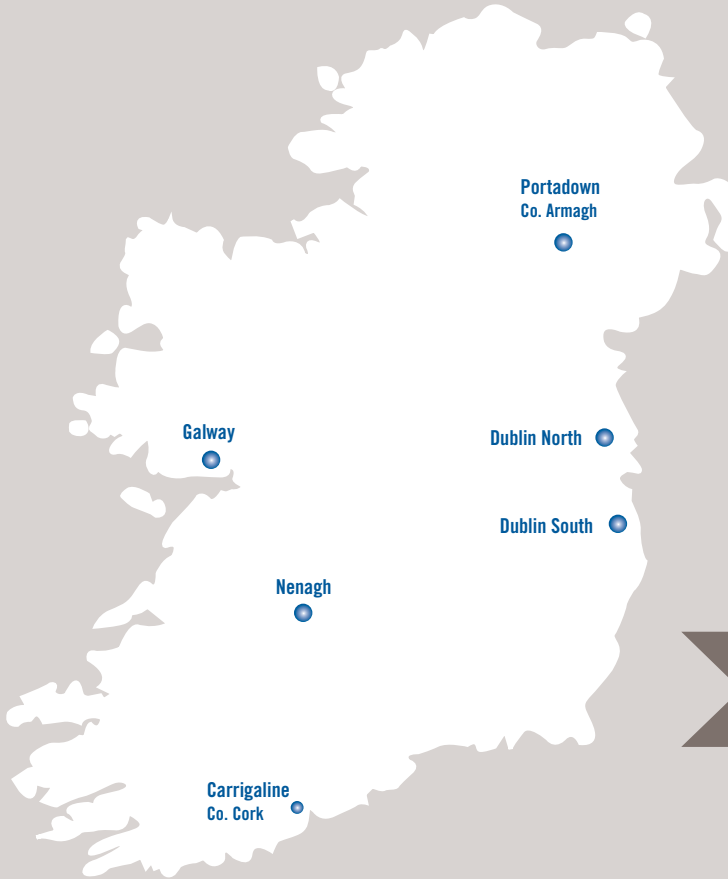 Portadown
Co. Armagh
Galway
Dublin North
Dublin South
Nenagh
Carrigaline
Co. Cork